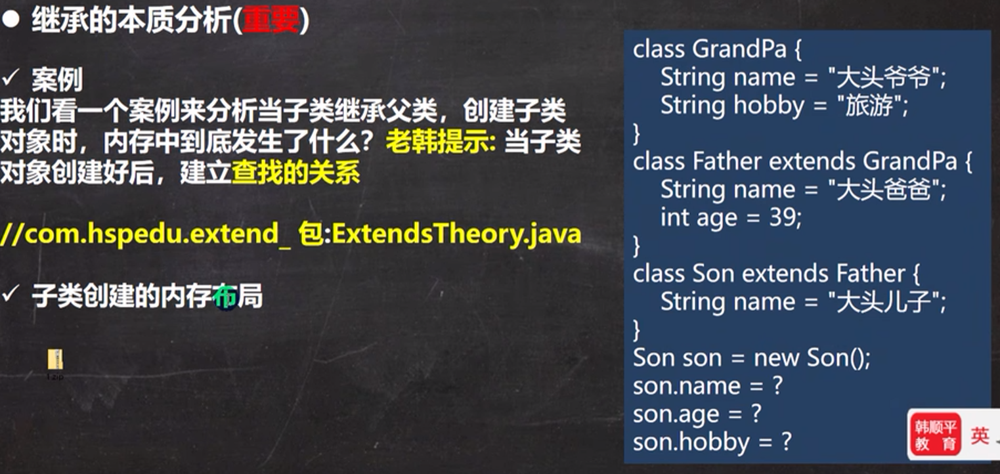 ● 继承的本质分析(重要)
✓ 案例
我们看一个案例来分析当子类继承父类，创建子类
对象时，内存中到底发生了什么？老韩提示: 当子类
对象创建好后，建立查找的关系
//com.hspedu.extend_ 包:ExtendsTheory.java
✓ 子类创建的内存布局
1.zip
class GrandPa {
String name = "大头爷爷";
String hobby = "旅游";
}
class Father extends GrandPa {
String name = "大头爸爸";
int age = 39;
}
class Son extends Father {
String name = "大头儿子";
}
Son son = new Son();
son.name = ?
son.age = ?
son.hobby = ?
韩顺平
教 育
英